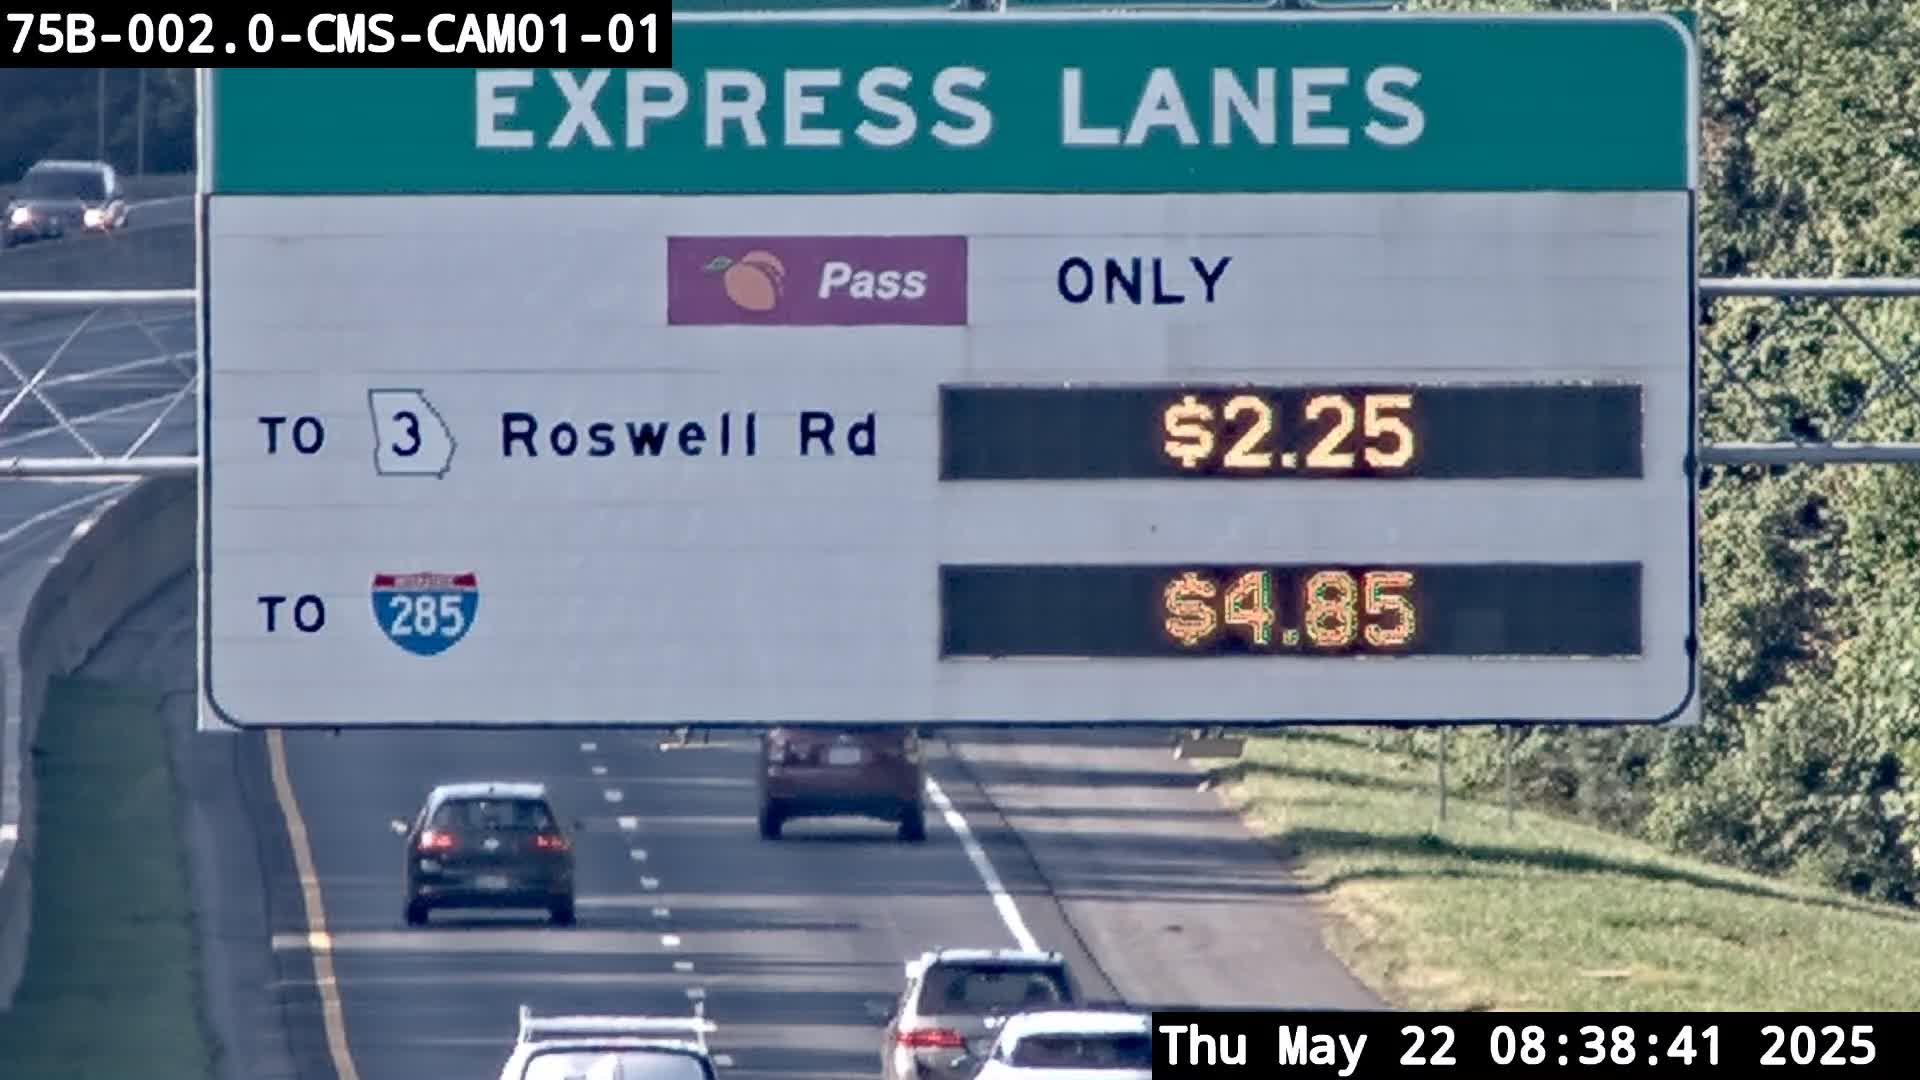 75B-002.0-CMS-CAM01-01
EXPRESS LANES
Pass ONLY
TO 3 Roswell Rd $2.25
TO 285 $4.85
Thu May 22 08:38:41 2025